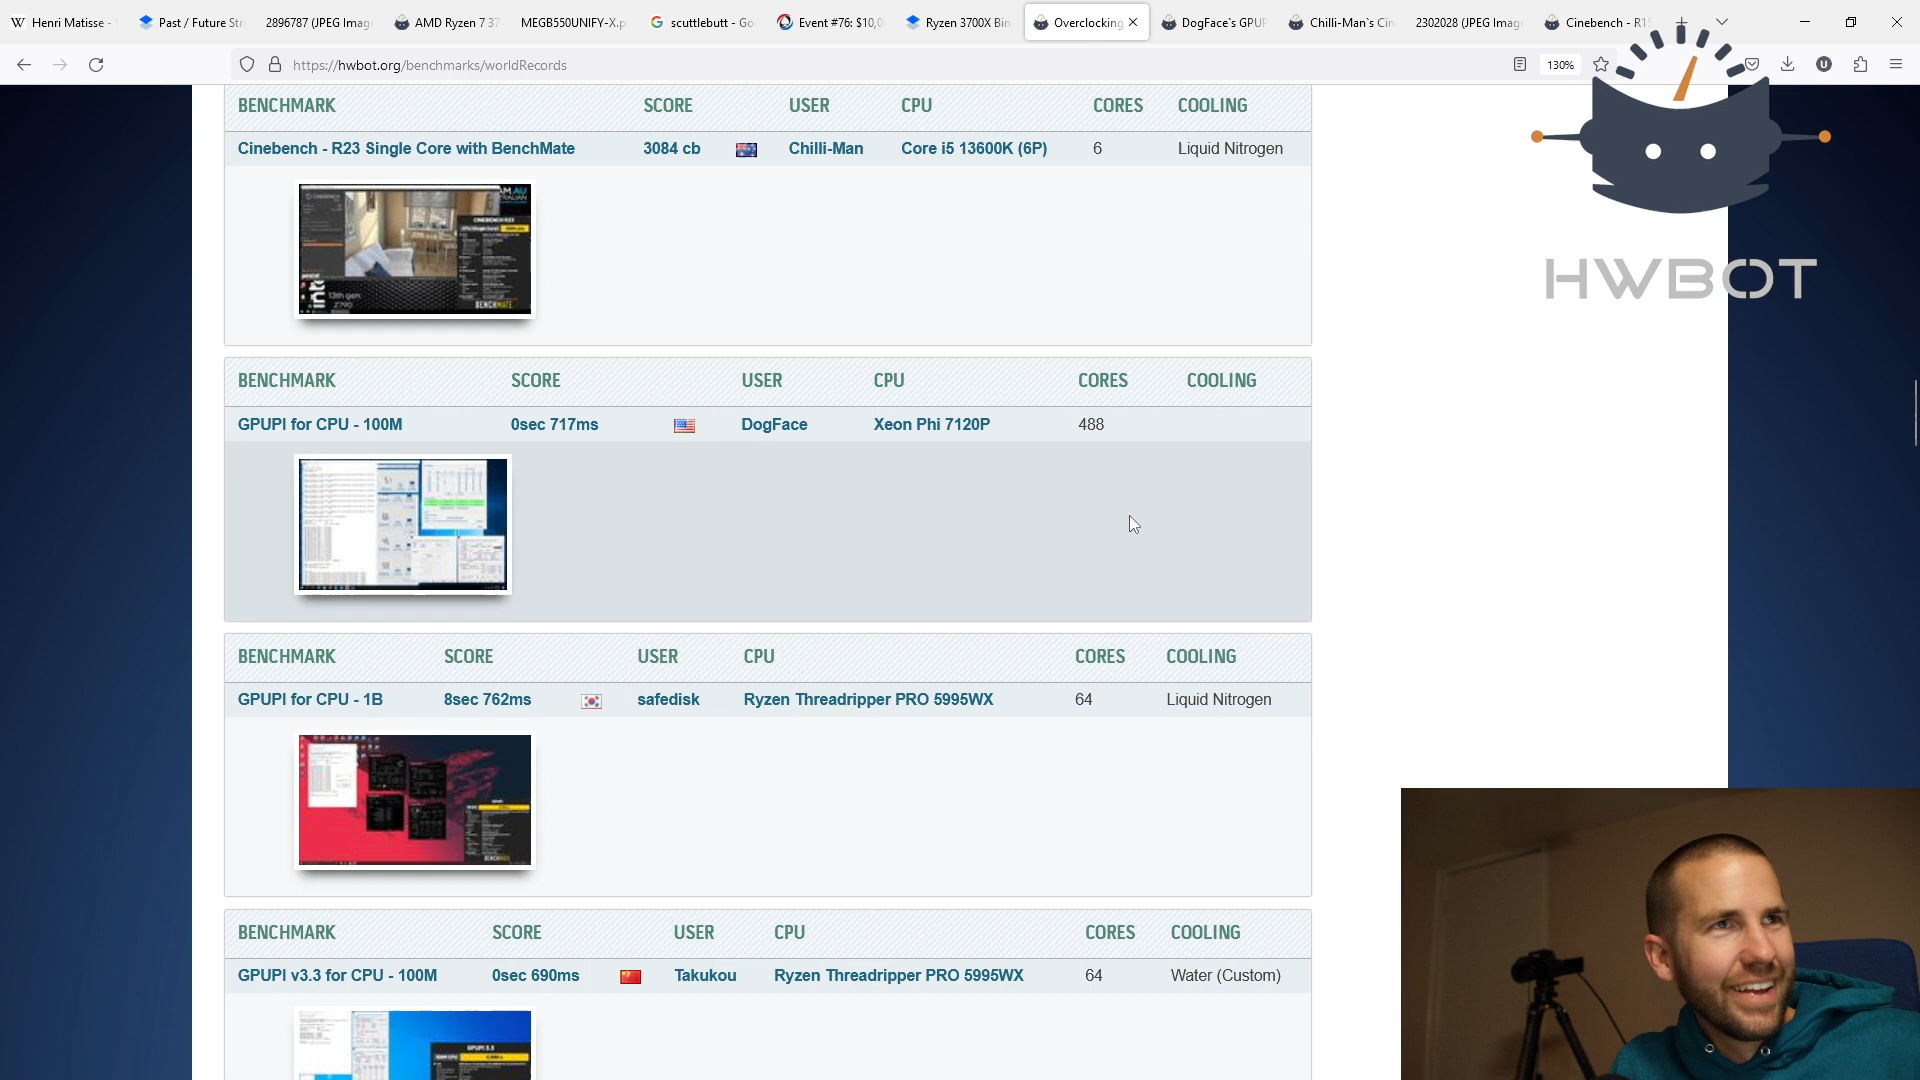 Henri Matisse -
Past / Future Str
2896787 (JPEG Imag
AMD Ryzen 7 37
MEGB550UNIFY-X.p
scuttlebutt - Go
Event #76: $10,0
Ryzen 3700X Bin
Overclocking
DogFace`s GPUP
Chilli-Man`s Cin
2302028 (JPEG Imag
Cinebench - R15
https://hwbot.org/benchmarks/worldRecords
130%
HWBOT
BENCHMARK SCORE USER CPU CORES COOLING
Cinebench - R23 Single Core with BenchMate 3084 cb Chilli-Man Core i5 13600K (6P) 6 Liquid Nitrogen
BENCHMARK SCORE USER CPU CORES COOLING
GPUPI for CPU - 100M 0sec 717ms DogFace Xeon Phi 7120P 488
BENCHMARK SCORE USER CPU CORES COOLING
GPUPI for CPU - 1B 8sec 762ms safedisk Ryzen Threadripper PRO 5995WX 64 Liquid Nitrogen
BENCHMARK SCORE USER CPU CORES COOLING
GPUPI v3.3 for CPU - 100M 0sec 690ms Takukou Ryzen Threadripper PRO 5995WX 64 Water (Custom)